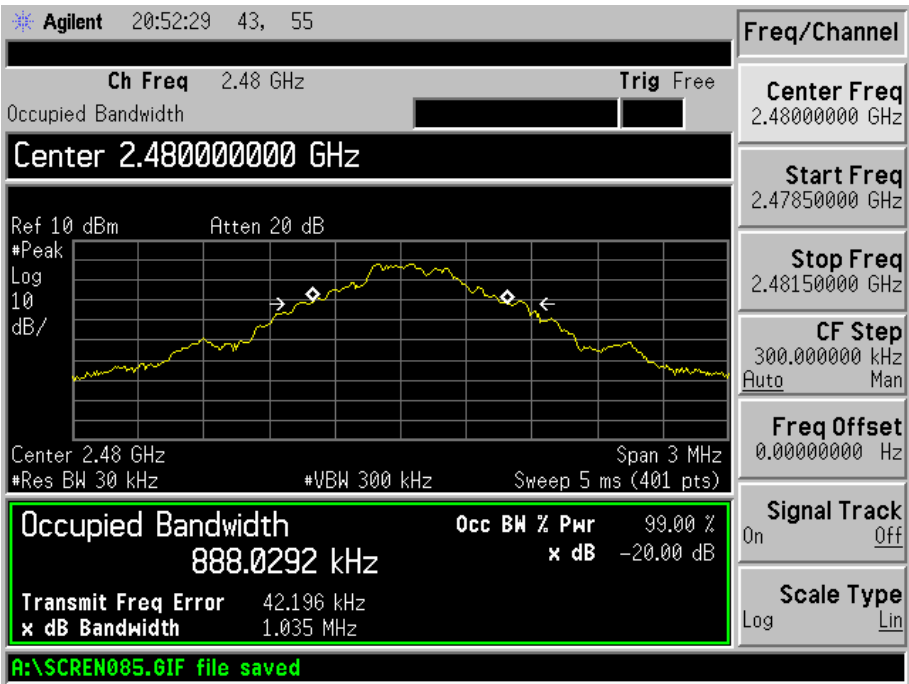 Agilent 20:52:29 43, 55
Ch Freq 2.48 GHz Trig Free
Occupied Bandwidth
Center 2.480000000 GHz
Ref 10 dBm Atten 20 dB
#Peak
Log
10
dB/
Center 2.48 GHz Span 3 MHz
#Res BW 30 kHz #VBW 300 kHz Sweep 5 ms (401 pts)
Occupied Bandwidth Occ BW % Pwr 99.00 %
888.0292 kHz x dB -20.00 dB
Transmit Freq Error 42.196 kHz
x dB Bandwidth 1.035 MHz
A:\SCREN085.GIF file saved
Freq/Channel
Center Freq
2.48000000 GHz
Start Freq
2.47850000 GHz
Stop Freq
2.48150000 GHz
CF Step
300.000000 kHz
Auto Man
Freq Offset
0.00000000 Hz
Signal Track
On Off
Scale Type
Log Lin